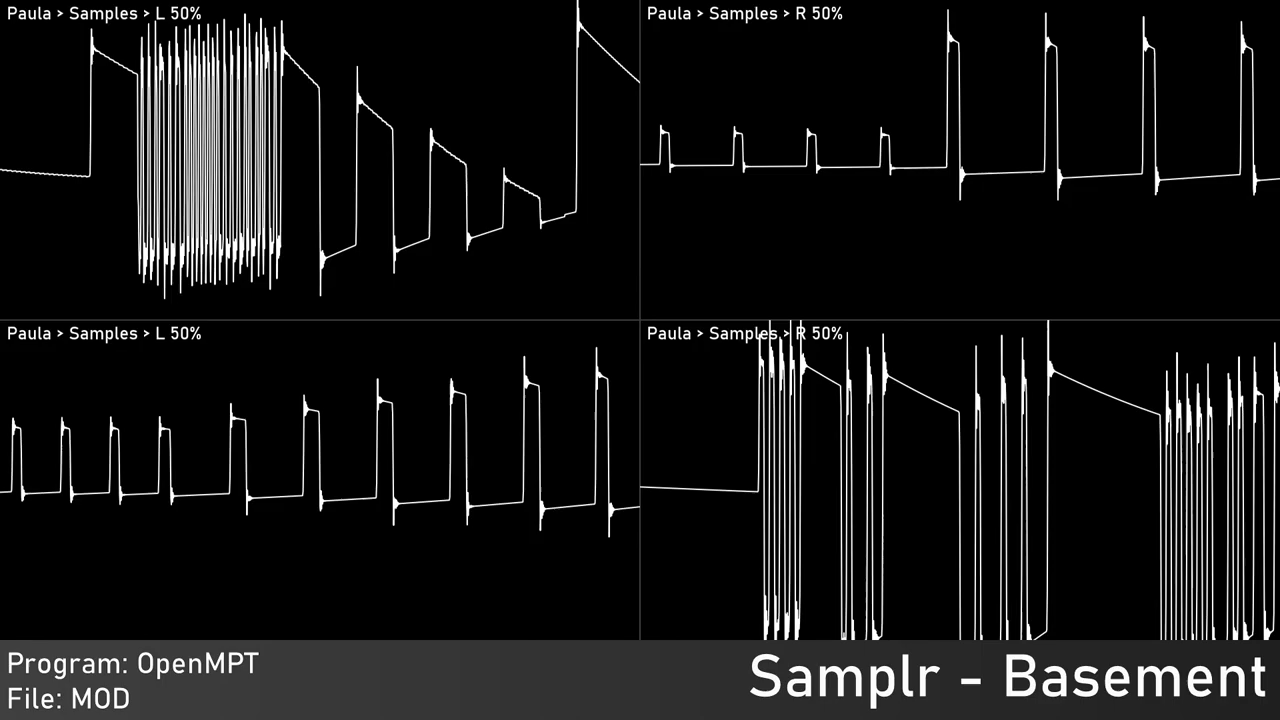 Paula > Samples > L 50%
Paula > Samples > R 50%
Paula > Samples > L 50%
Paula > Samples > R 50%
Program: OpenMPT
File: MOD
Samplr - Basement